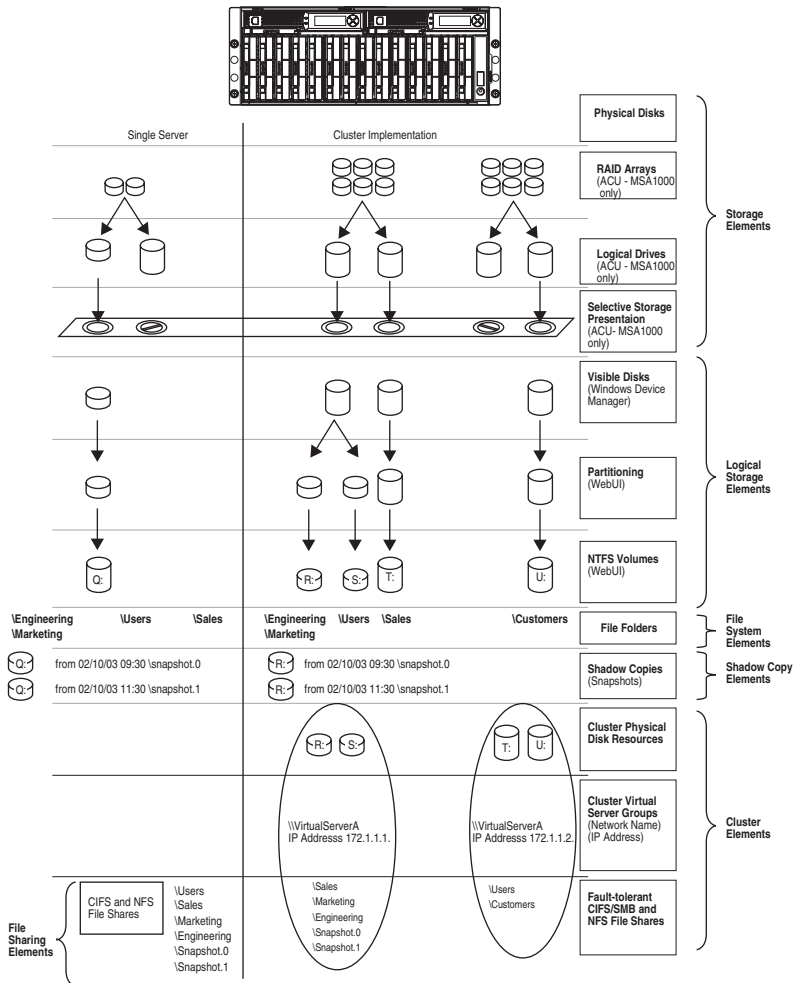 Physical Disks
Single Server
Cluster Implementation
RAID Arrays
(ACU - MSA1000
only)
Storage
Elements
Logical Drives
(ACU - MSA1000
only)
Selective Storage
Presentaion
(ACU- MSA1000
only)
Visible Disks
(Windows Device
Manager)
Partitioning
(WebUI)
Logical
Storage
Elements
NTFS Volumes
(WebUI)
Q:
R:
S:
T:
U:
\Engineering \Users \Sales
\Marketing
\Engineering \Users \Sales \Customers
\Marketing
File Folders
File
System
Elements
Q: from 02/10/03 09:30 \snapshot.0
Q: from 02/10/03 11:30 \snapshot.1
R: from 02/10/03 09:30 \snapshot.0
R: from 02/10/03 11:30 \snapshot.1
Shadow Copies
(Snapshots)
Shadow Copy
Elements
R: S:
T: U:
Cluster Physical
Disk Resources
\\VirtualServerA
IP Addresss 172.1.1.1.
\\VirtualServerA
IP Addresss 172.1.1.2.
Cluster Virtual
Server Groups
(Network Name)
(IP Address)
Cluster
Elements
File
Sharing
Elements
CIFS and NFS
File Shares
\Users
\Sales
\Marketing
\Engineering
\Snapshot.0
\Snapshot.1
\Sales
\Marketing
\Engineering
\Snapshot.0
\Snapshot.1
\Users
\Customers
Fault-tolerant
CIFS/SMB and
NFS File Shares